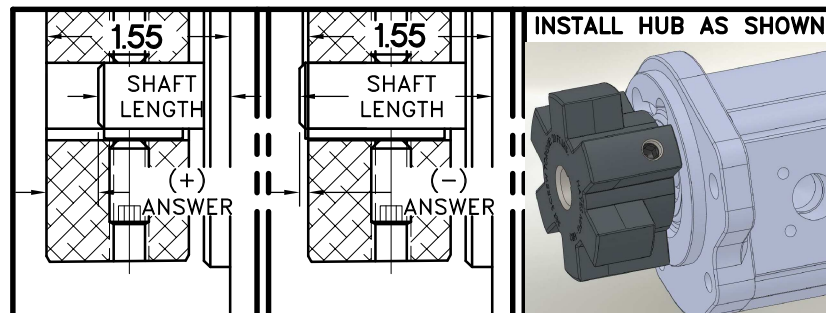 1.55
SHAFT
LENGTH
(+)
ANSWER
1.55
SHAFT
LENGTH
(-)
ANSWER
INSTALL HUB AS SHOWN